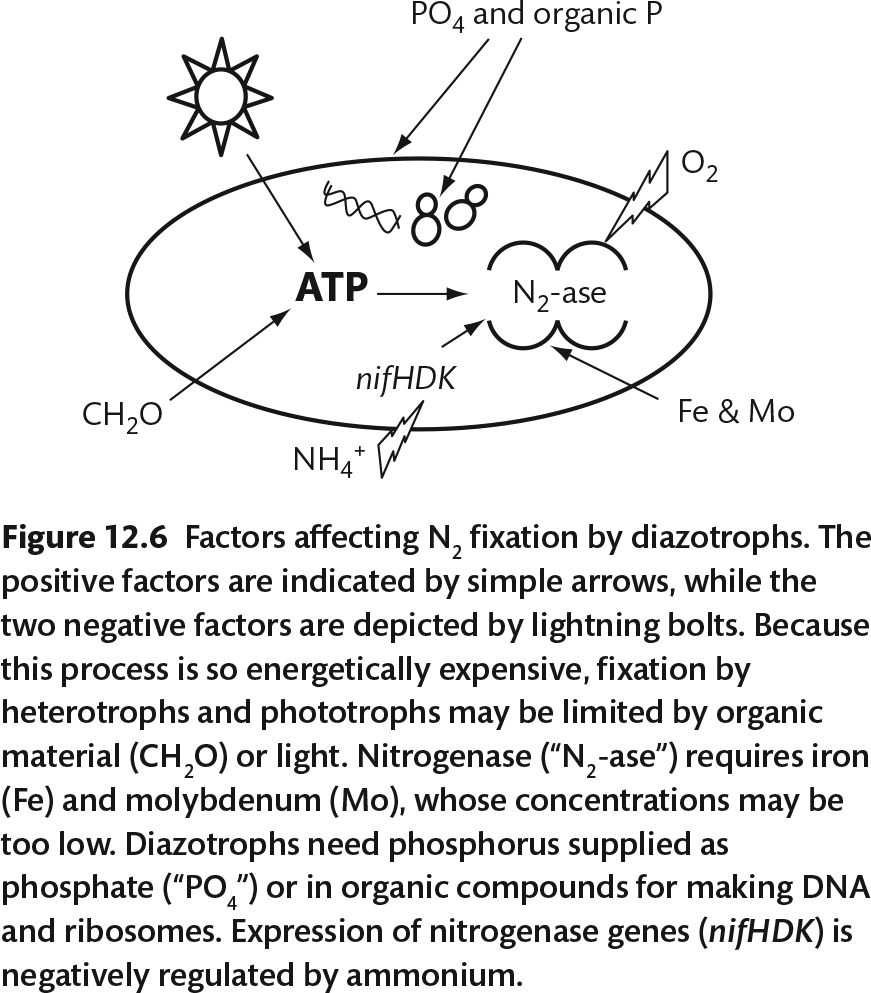 PO₄ and organic P
O₂
ATP
N₂-ase
nifHDK
CH₂O
Fe & Mo
NH₄⁺
Figure 12.6 Factors affecting N₂ fixation by diazotrophs. The
positive factors are indicated by simple arrows, while the
two negative factors are depicted by lightning bolts. Because
this process is so energetically expensive, fixation by
heterotrophs and phototrophs may be limited by organic
material (CH₂O) or light. Nitrogenase (“N₂-ase”) requires iron
(Fe) and molybdenum (Mo), whose concentrations may be
too low. Diazotrophs need phosphorus supplied as
phosphate (“PO₄”) or in organic compounds for making DNA
and ribosomes. Expression of nitrogenase genes (nifHDK) is
negatively regulated by ammonium.